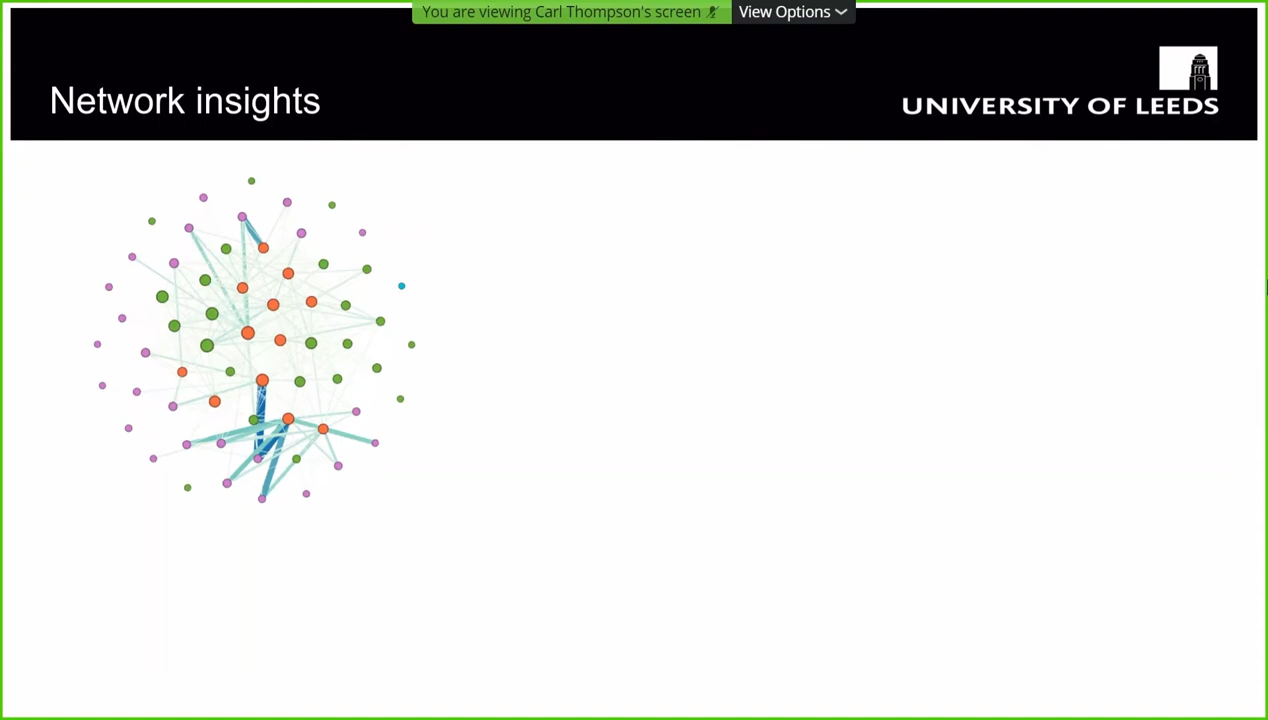 You are viewing Carl Thompson's screen
View Options
Network insights
UNIVERSITY OF LEEDS